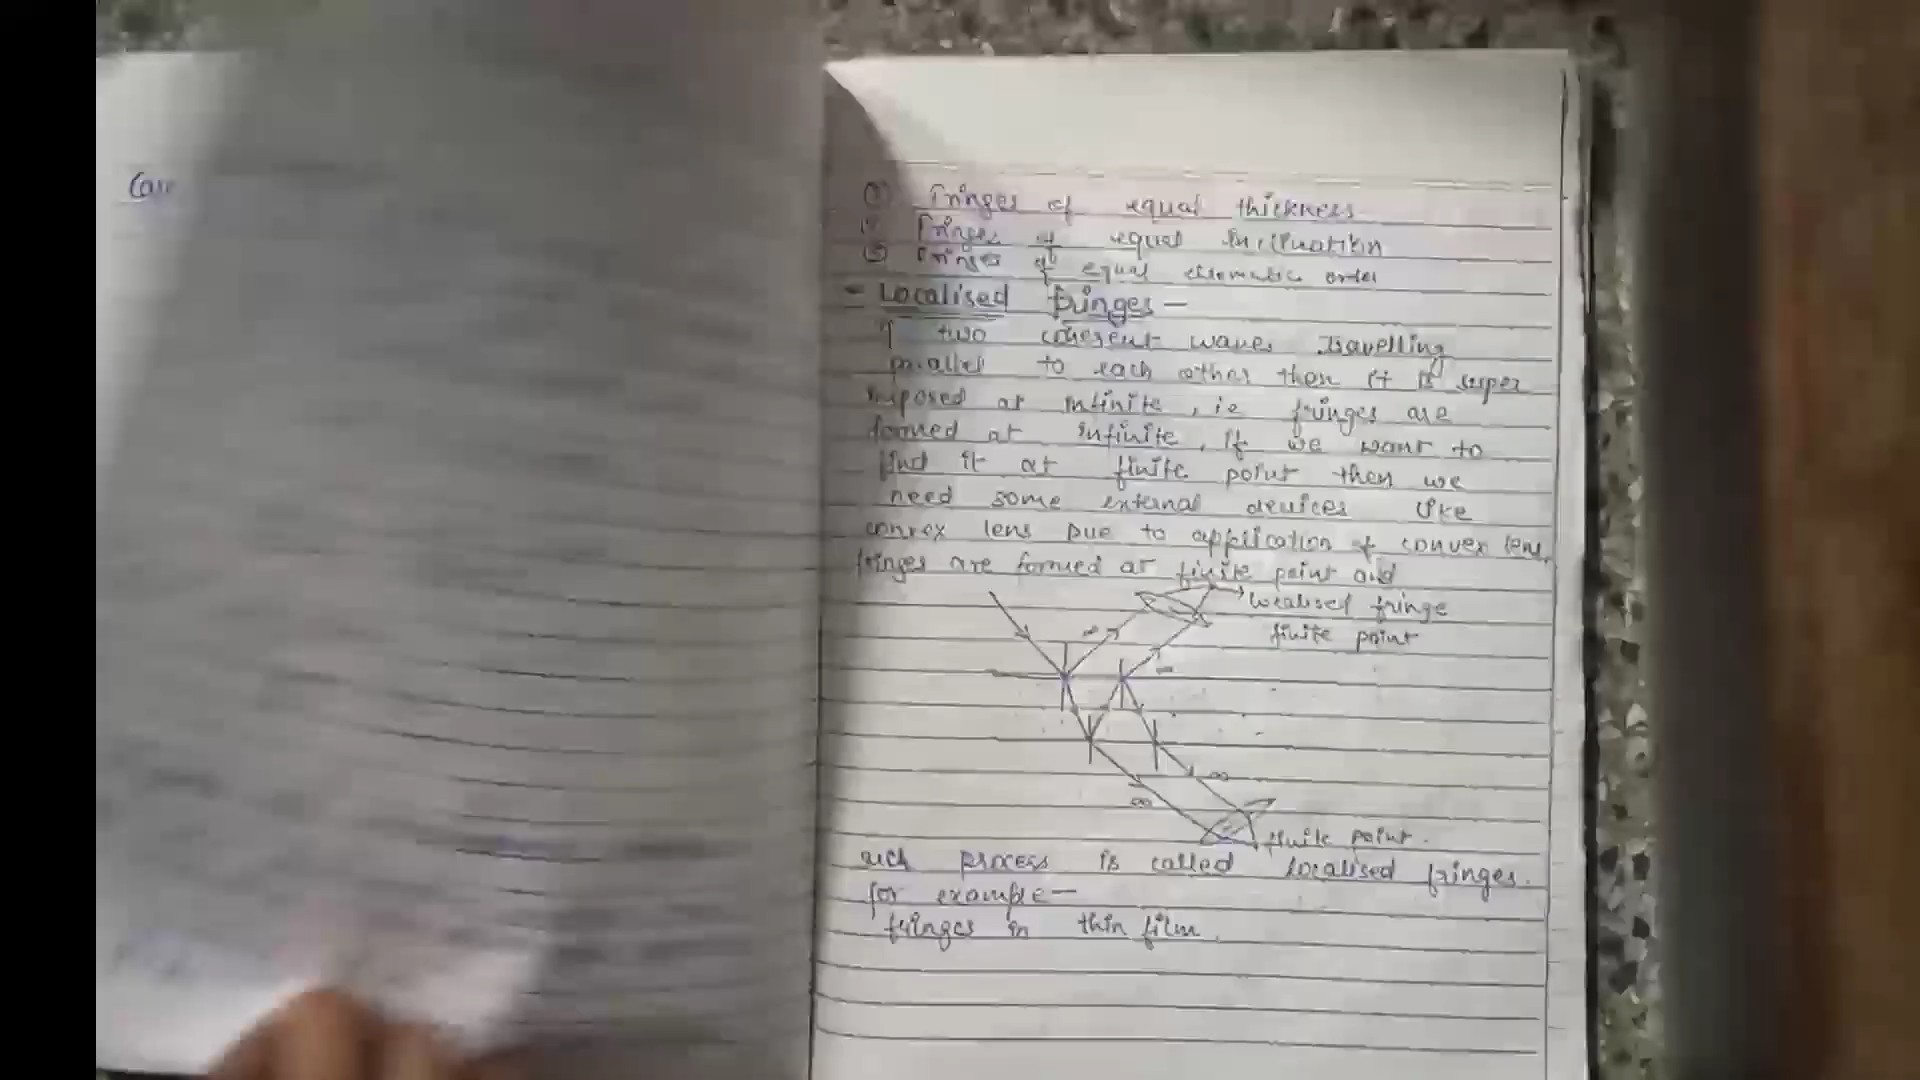 Case
① Fringes of equal thickness
Fringes of equal Inclination
③ Fringes of equal chromatic order
- Localised fringes -
If two coherent waves travelling
parallel to each other then it is super
imposed at infinite, ie fringes are
formed at infinite, if we want to
find it at finite point then we
need some external devices like
convex lens Due to application of convex lens,
fringes are formed at finite point and
localised fringe
finite point
∞
∞
finite point.
such process is called localised fringes.
for example -
fringes in thin film.